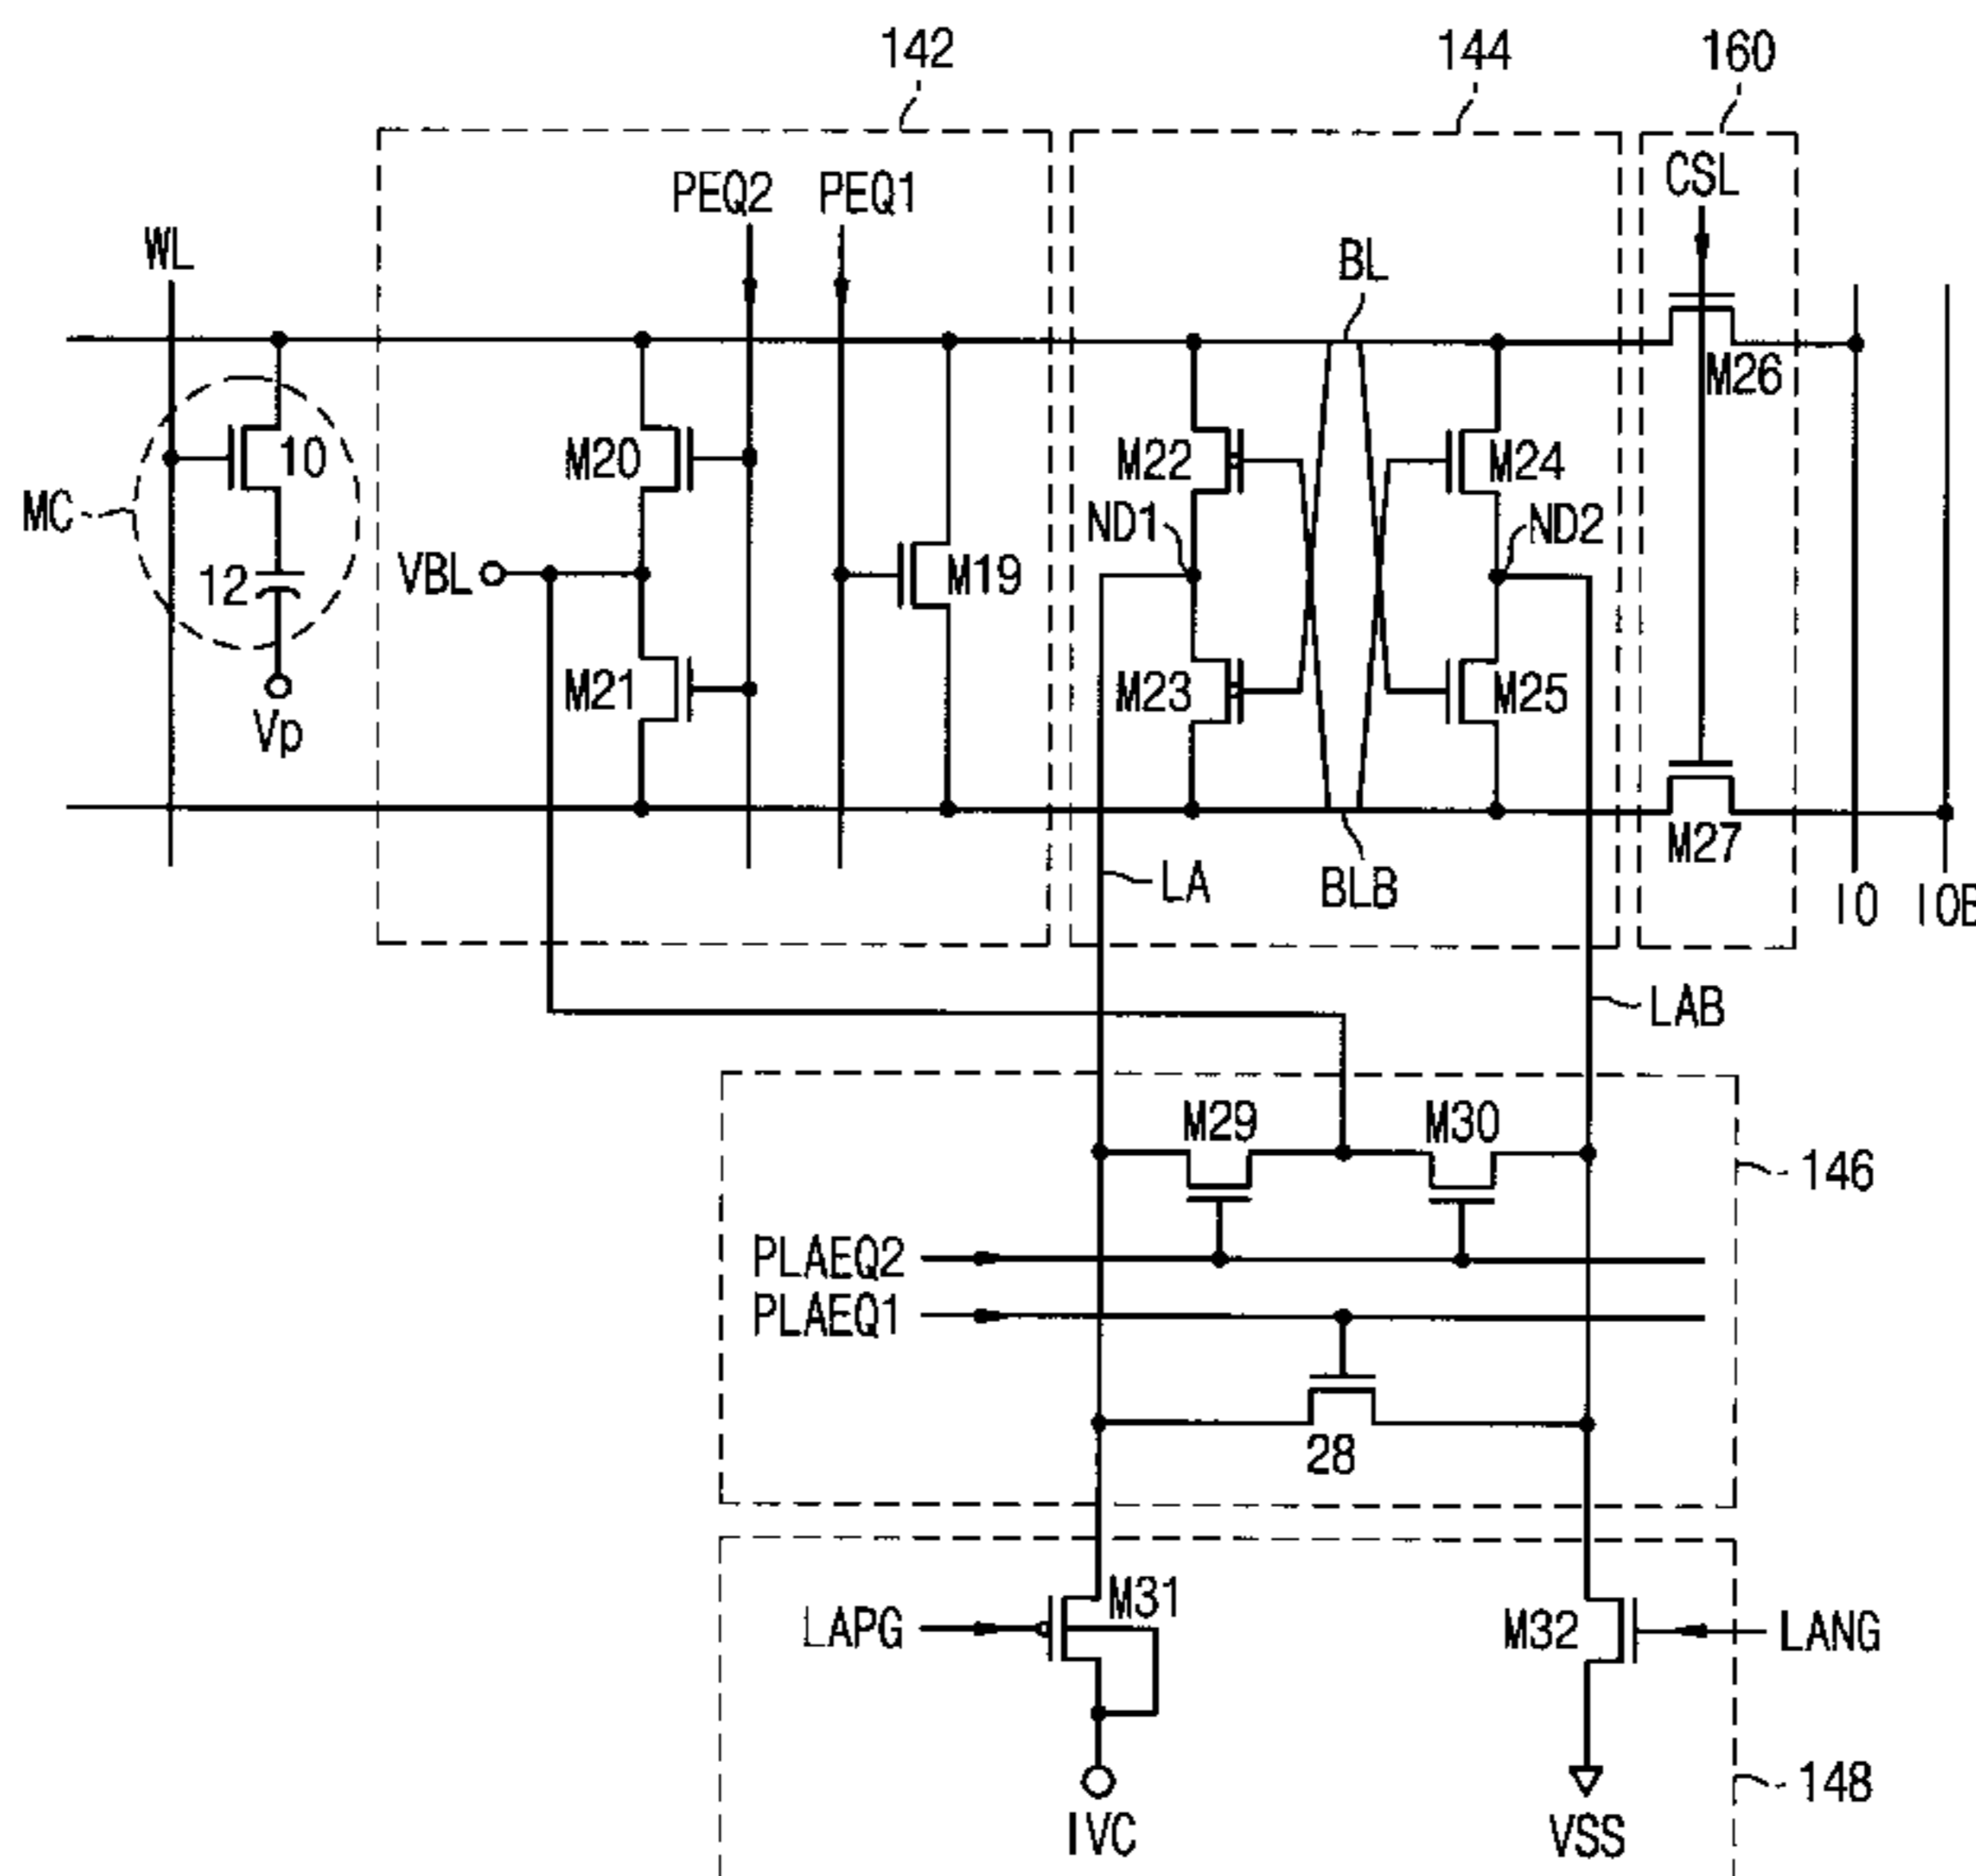 142
144
160
PEQ2
PEQ1
CSL
WL
BL
M26
10
M20
M22
M24
MC
ND1
ND2
VBL
12
M19
M21
M23
M25
Vp
M27
LA
BLB
IO
IOB
LAB
M29
M30
146
PLAEQ2
PLAEQ1
28
M31
LAPG
M32
LANG
148
IVC
VSS